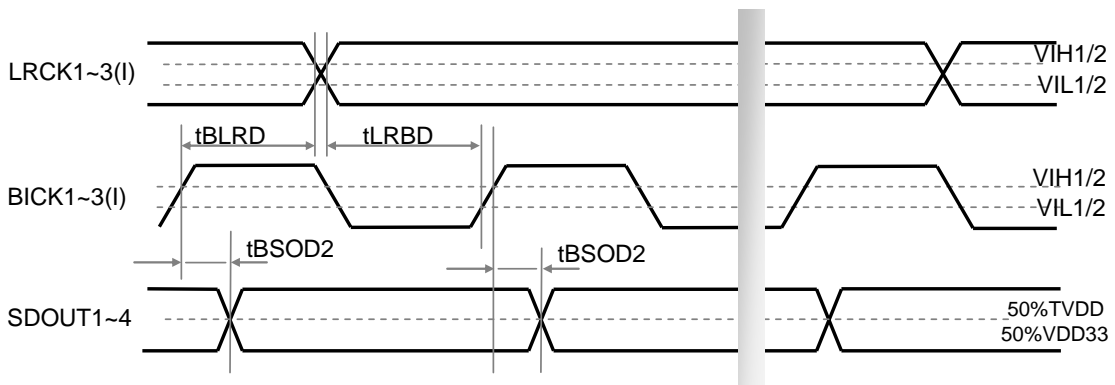 LRCK1~3(I)
VIH1/2
VIL1/2
tBLRD
tLRBD
BICK1~3(I)
VIH1/2
VIL1/2
tBSOD2
tBSOD2
SDOUT1~4
50%TVDD
50%VDD33